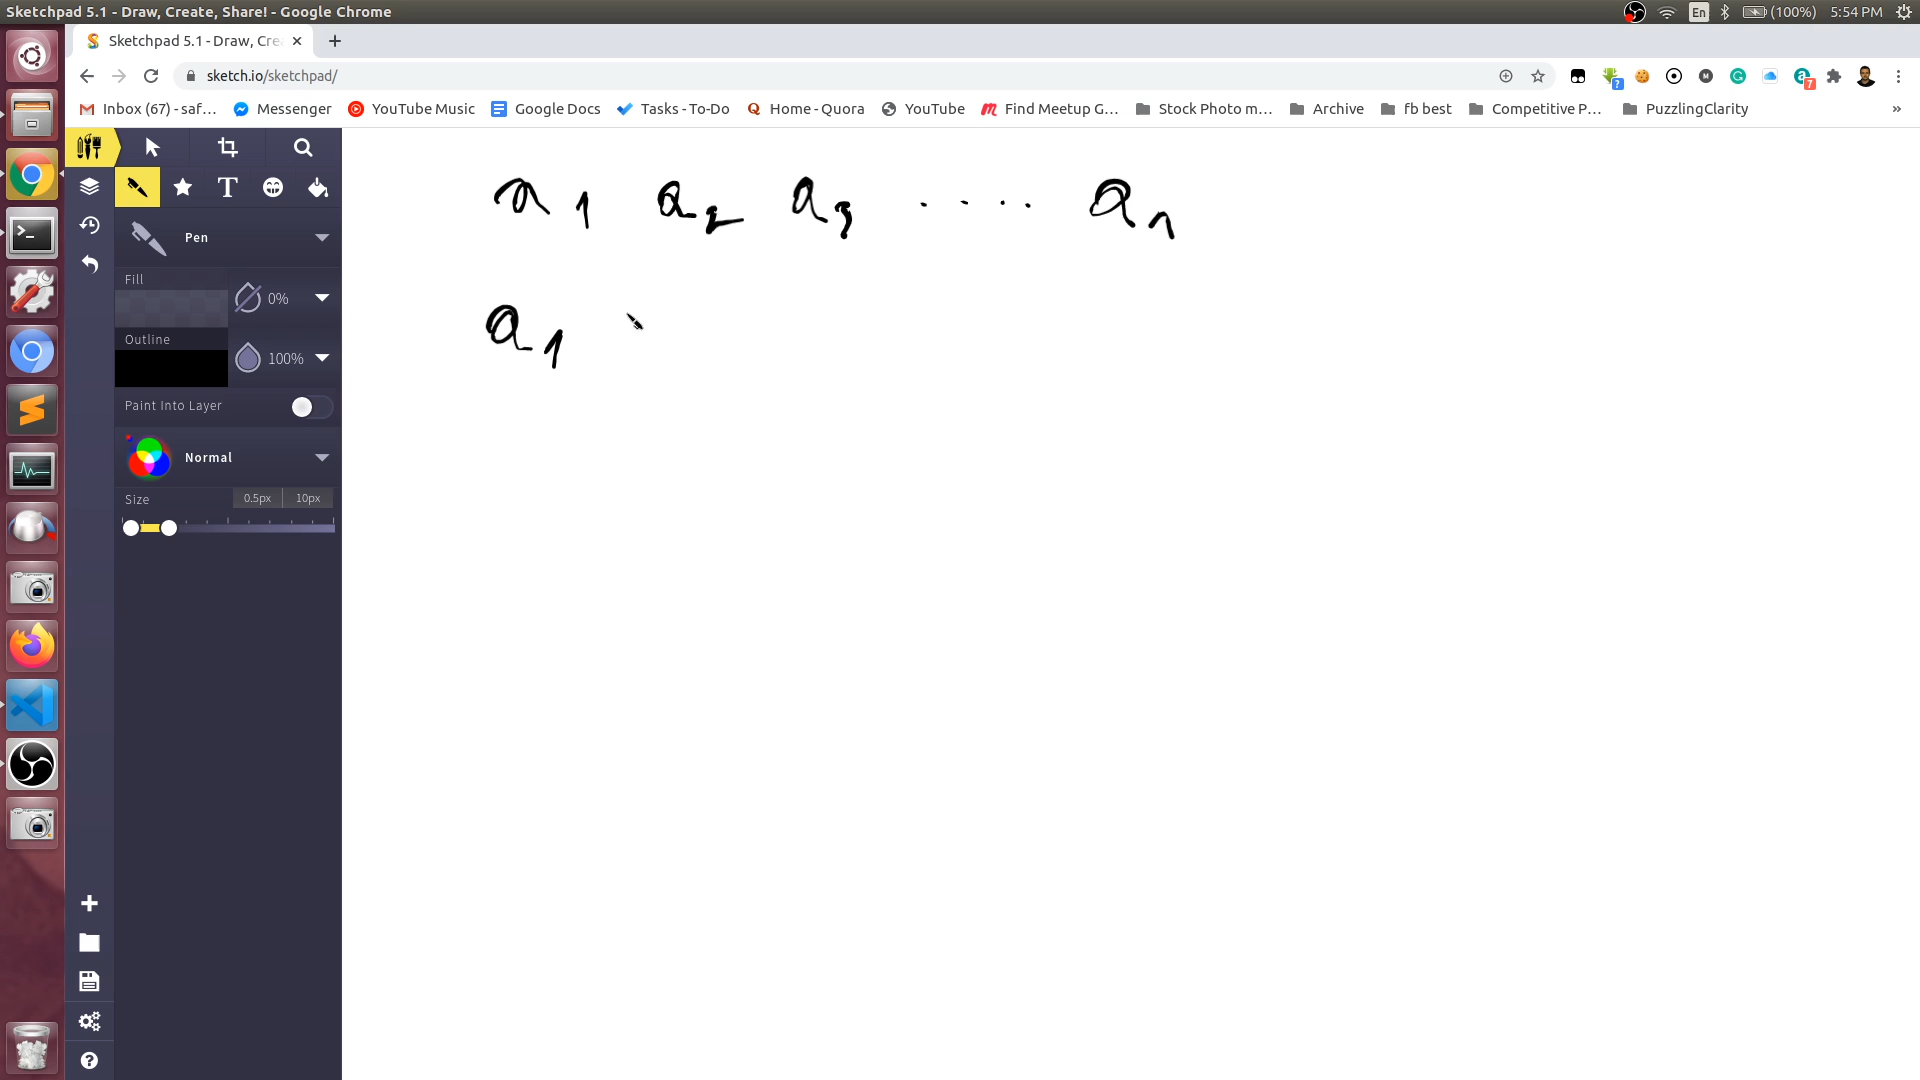 Sketchpad 5.1 - Draw, Create, Share! - Google Chrome En (100%) 5:54 PM
Sketchpad 5.1 - Draw, Cre
sketch.io/sketchpad/
Inbox (67) - saf... Messenger YouTube Music Google Docs Tasks - To-Do Home - Quora YouTube Find Meetup G... Stock Photo m... Archive fb best Competitive P... PuzzlingClarity »
a₁ a₂ a₃ .... aₙ
Pen
Fill
0%
a₁
Outline
100%
Paint Into Layer
Normal
Size 0.5px 10px